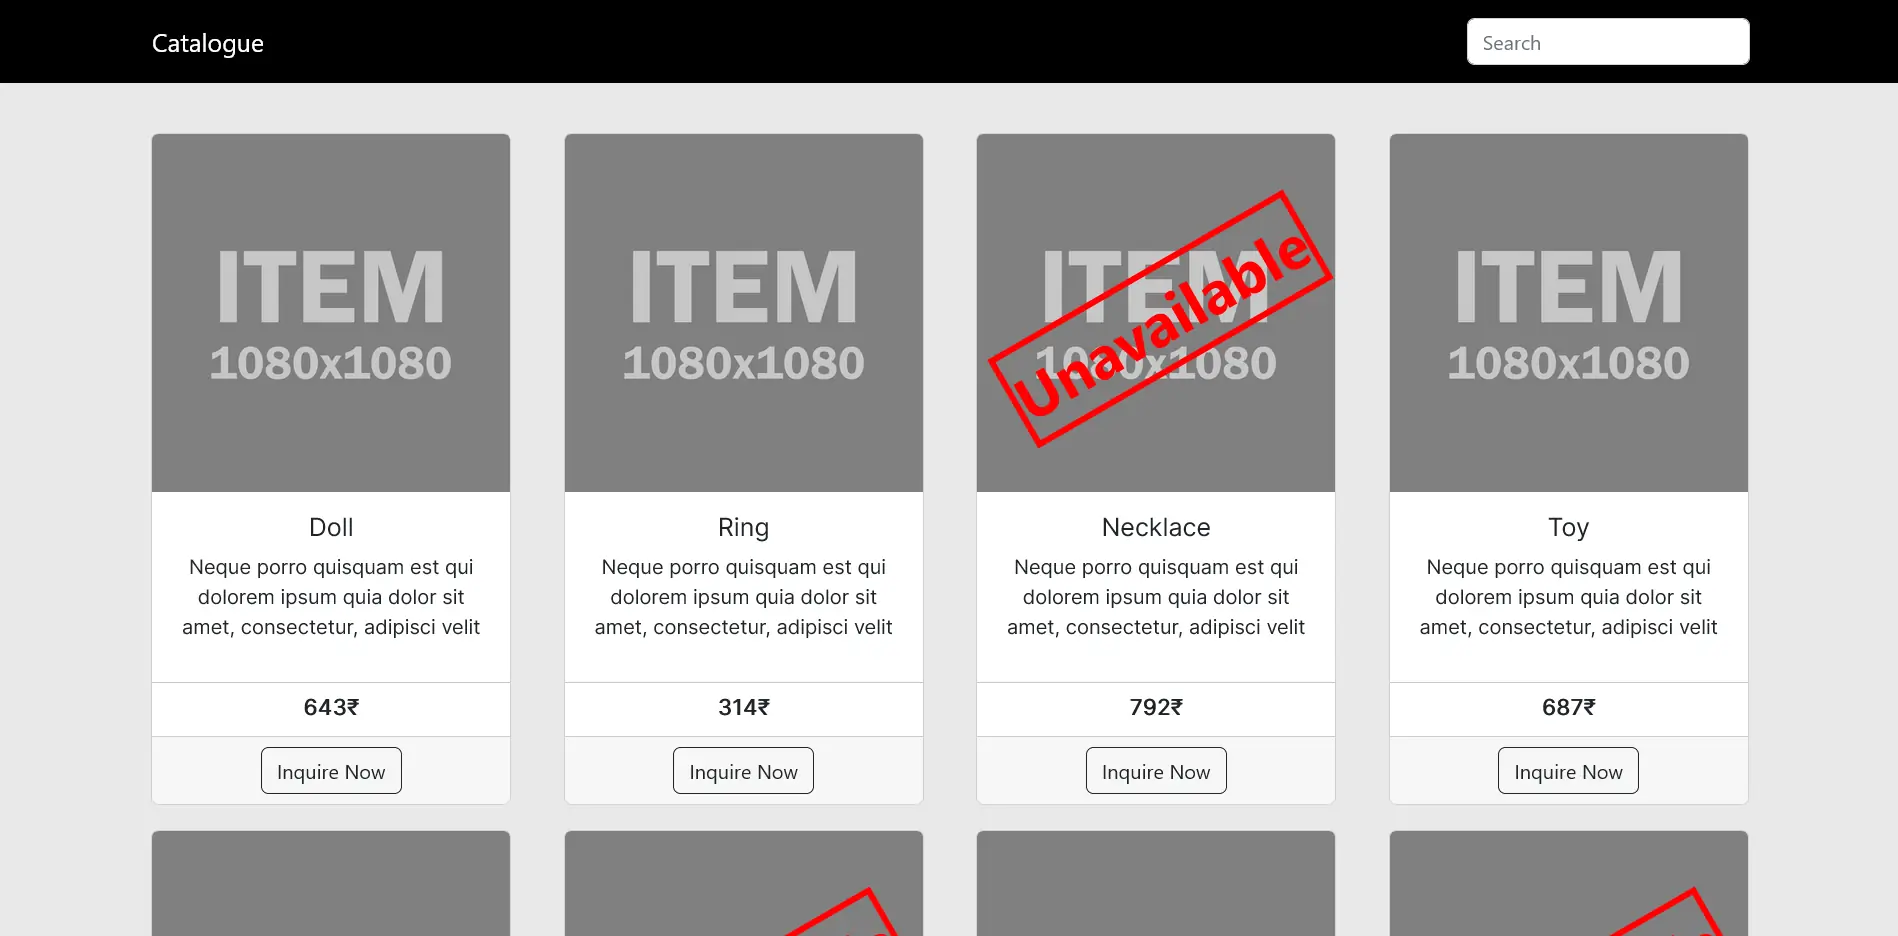 Catalogue
Search
ITEM
1080x1080
ITEM
1080x1080
ITEM
1080x1080
Unavailable
ITEM
1080x1080
Doll
Neque porro quisquam est qui
dolorem ipsum quia dolor sit
amet, consectetur, adipisci velit
643₹
Inquire Now
Ring
Neque porro quisquam est qui
dolorem ipsum quia dolor sit
amet, consectetur, adipisci velit
314₹
Inquire Now
Necklace
Neque porro quisquam est qui
dolorem ipsum quia dolor sit
amet, consectetur, adipisci velit
792₹
Inquire Now
Toy
Neque porro quisquam est qui
dolorem ipsum quia dolor sit
amet, consectetur, adipisci velit
687₹
Inquire Now